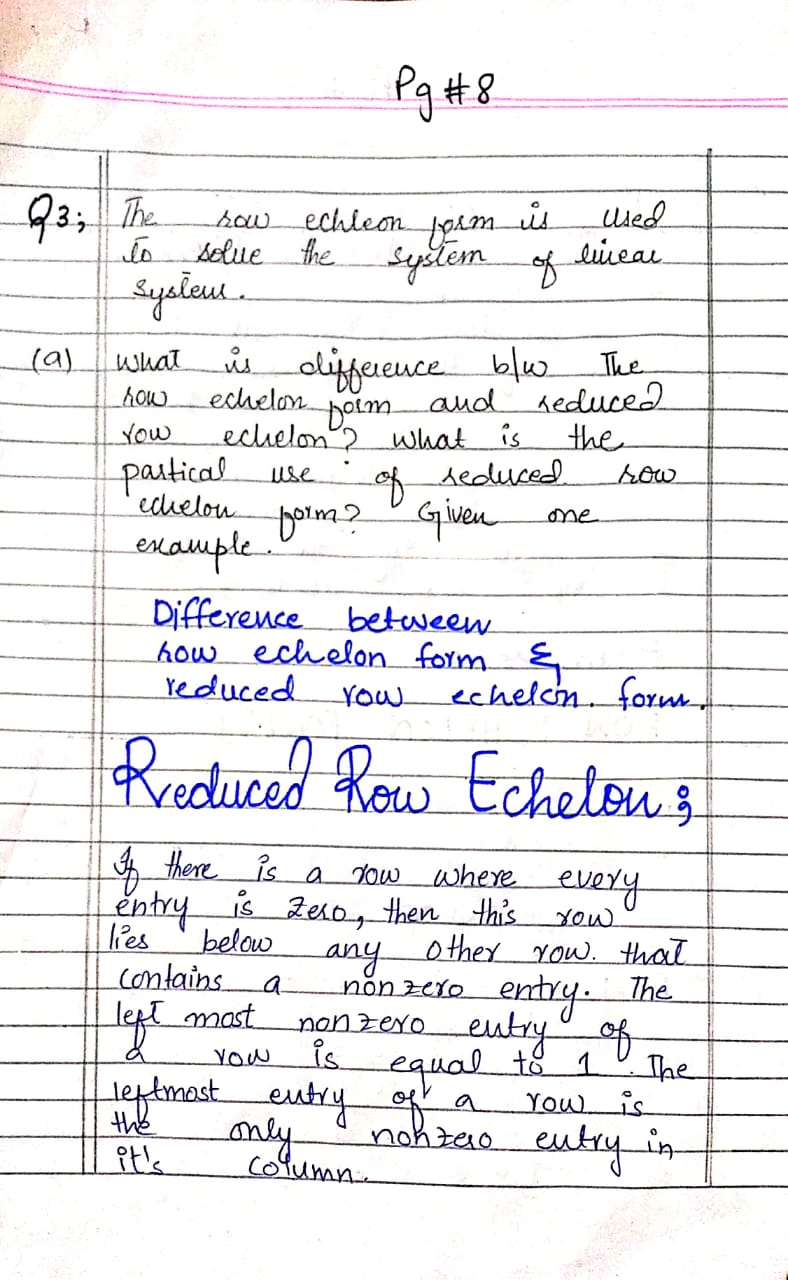 Pg # 8
Q3; The row echleon form is used
to solve the system of linear
system.
(a) what is difference b/w The
row echelon form and reduced
row echelon? what is the
partical use of reduced row
echelon form? Given one
example.
Difference between
row echelon form &
reduced row echelon. form.
Reduced Row Echelon;
If there is a row where every
entry is zero, then this row
lies below any other row. that
contains a nonzero entry. The
left most nonzero entry of
a row is equal to 1. The
leftmost entry of a row is
the only nonzero entry in
it's column.